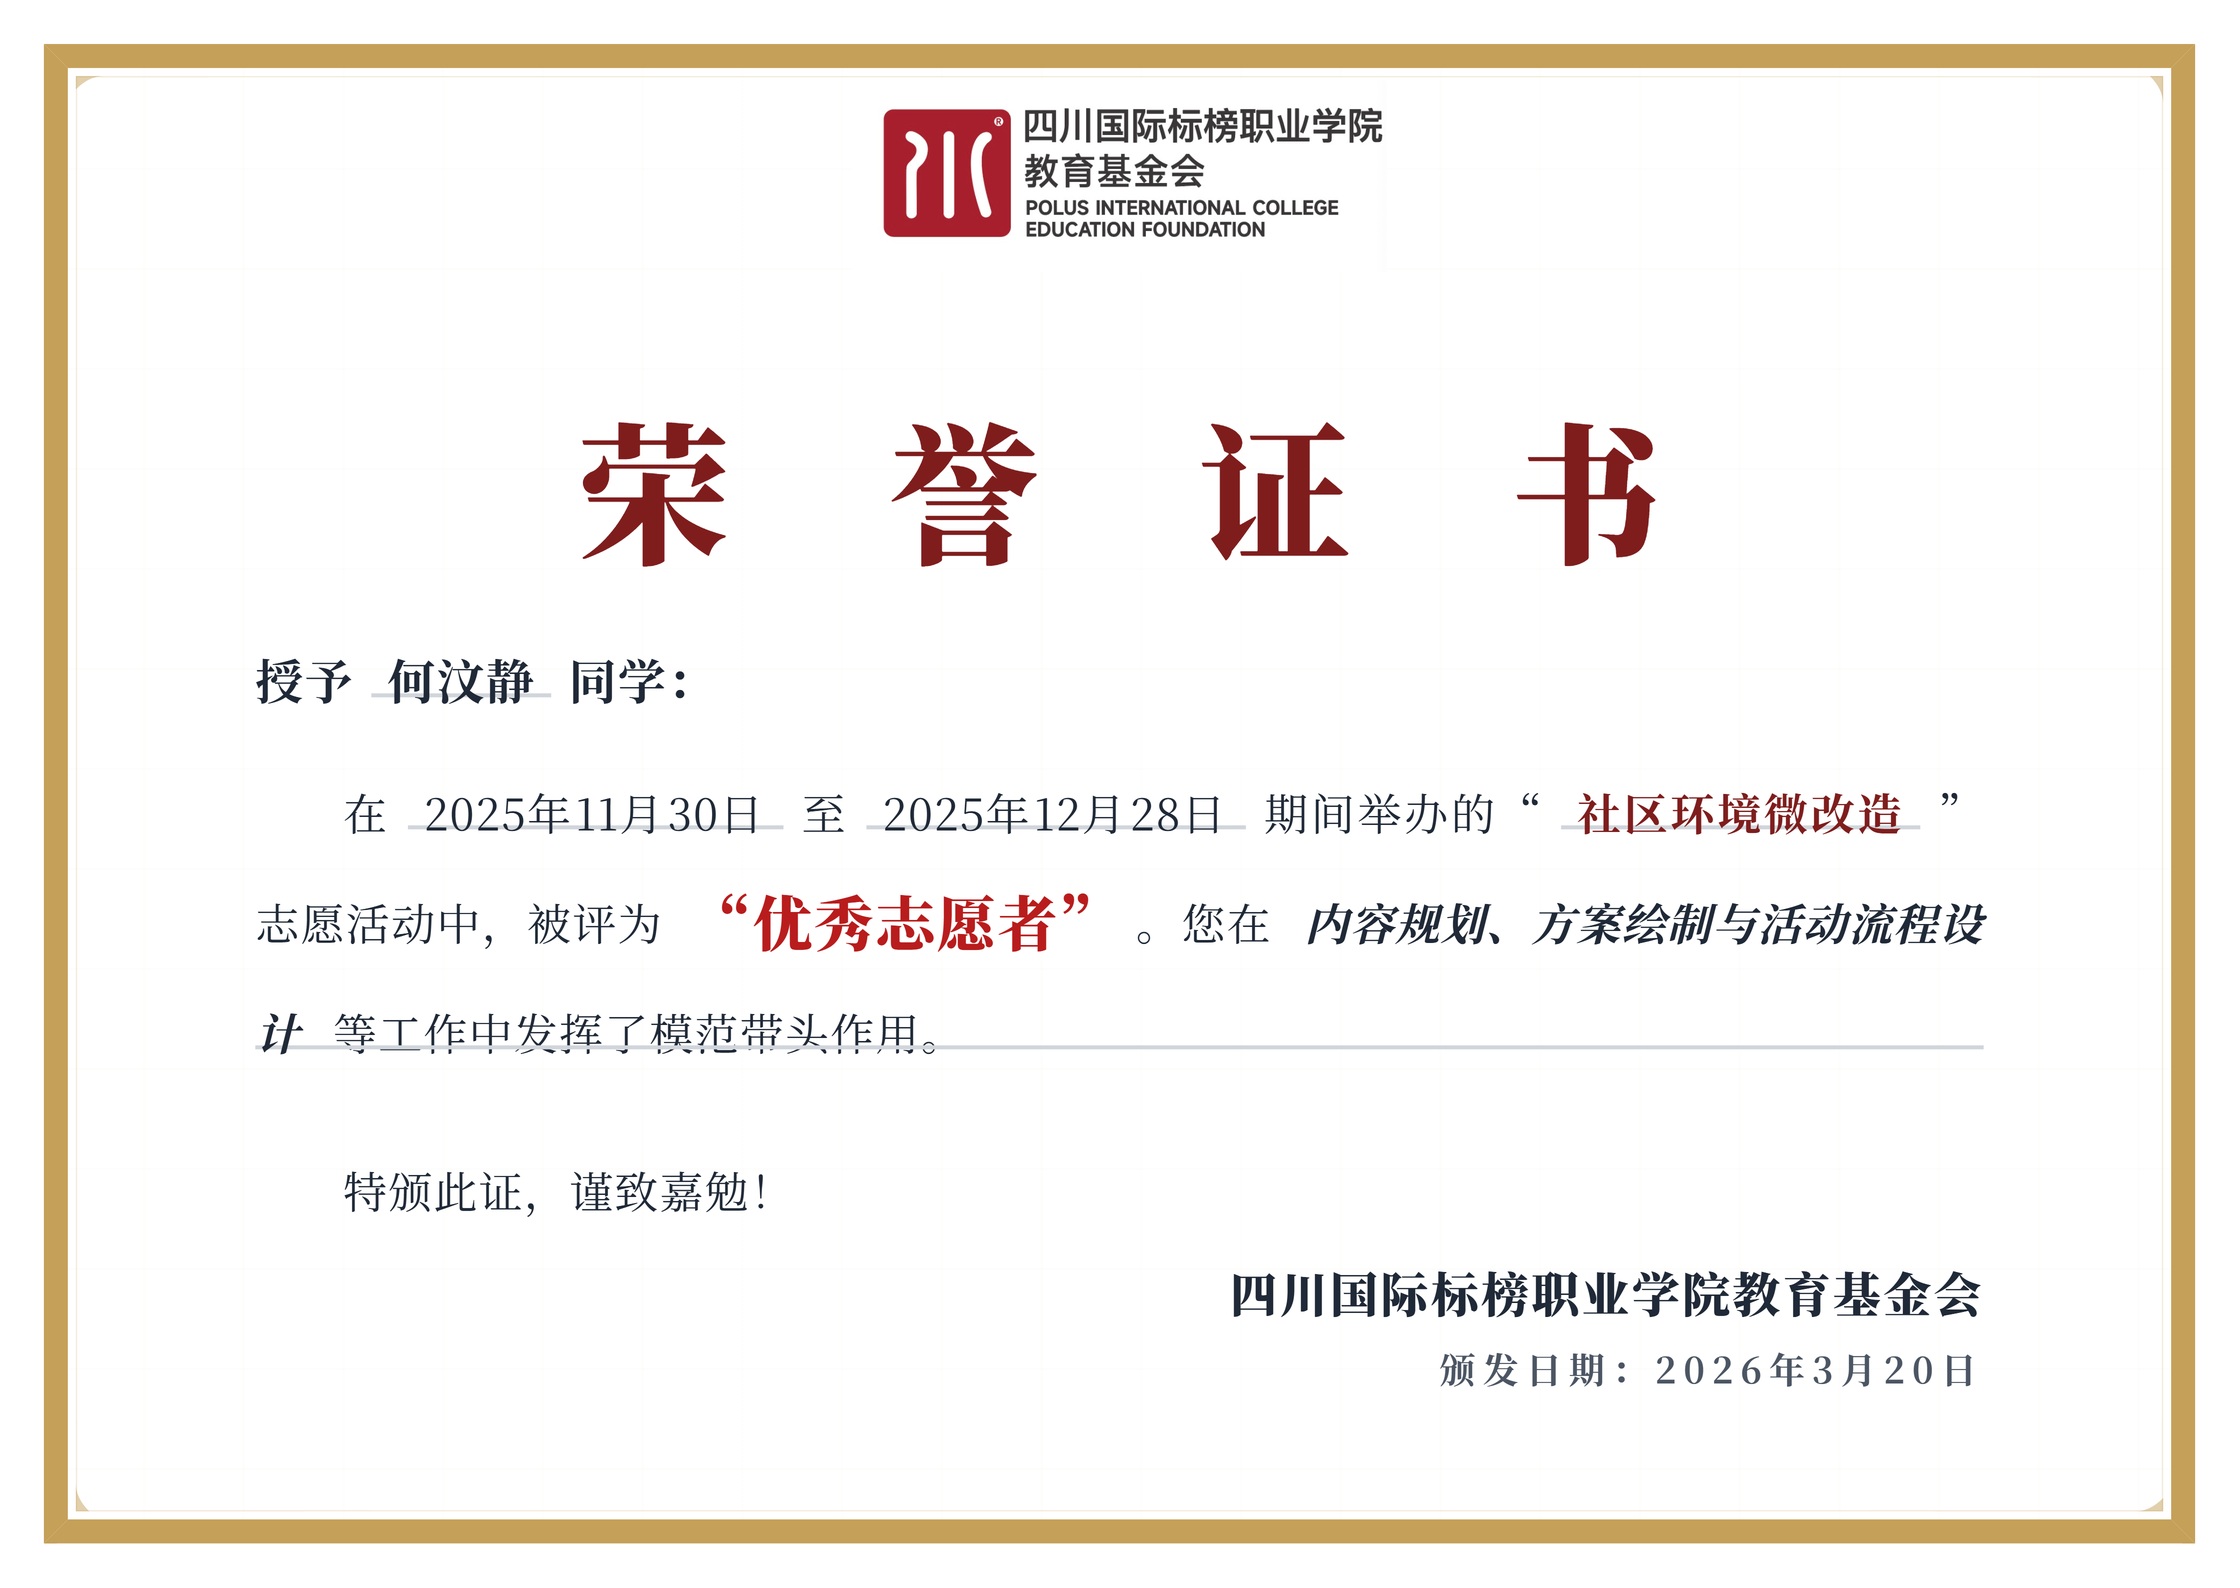 四川国际标榜职业学院
教育基金会
POLUS INTERNATIONAL COLLEGE
EDUCATION FOUNDATION
荣誉证书
授予 何汶静 同学：
在 2025年11月30日 至 2025年12月28日 期间举办的“ 社区环境微改造 ”
志愿活动中，被评为 “优秀志愿者” 。您在 内容规划、方案绘制与活动流程设
计 等工作中发挥了模范带头作用。
特颁此证，谨致嘉勉！
四川国际标榜职业学院教育基金会
颁发日期：2026年3月20日